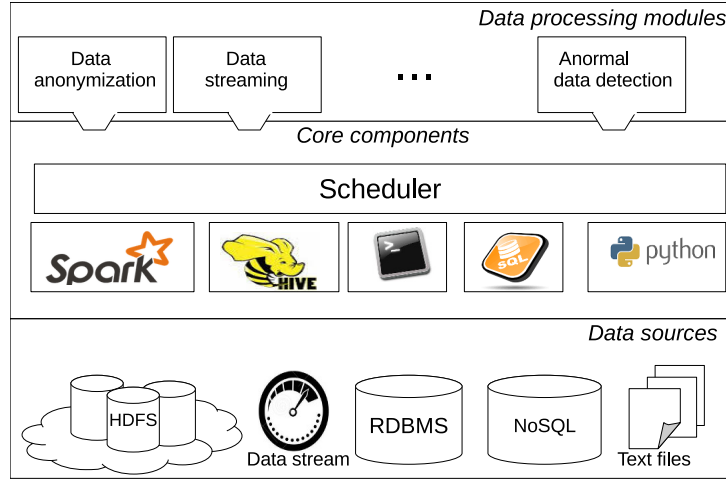 Data processing modules
Data
anonymization
Data
streaming
...
Anormal
data detection
Core components
Scheduler
Spark
HIVE
>_
SQL
python
Data sources
HDFS
Data stream
RDBMS
NoSQL
Text files